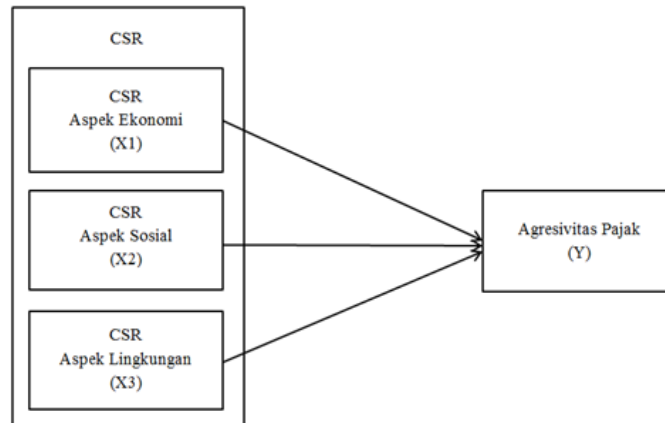 CSR
CSR
Aspek Ekonomi
(X1)
CSR
Aspek Sosial
(X2)
CSR
Aspek Lingkungan
(X3)
Agresivitas Pajak
(Y)